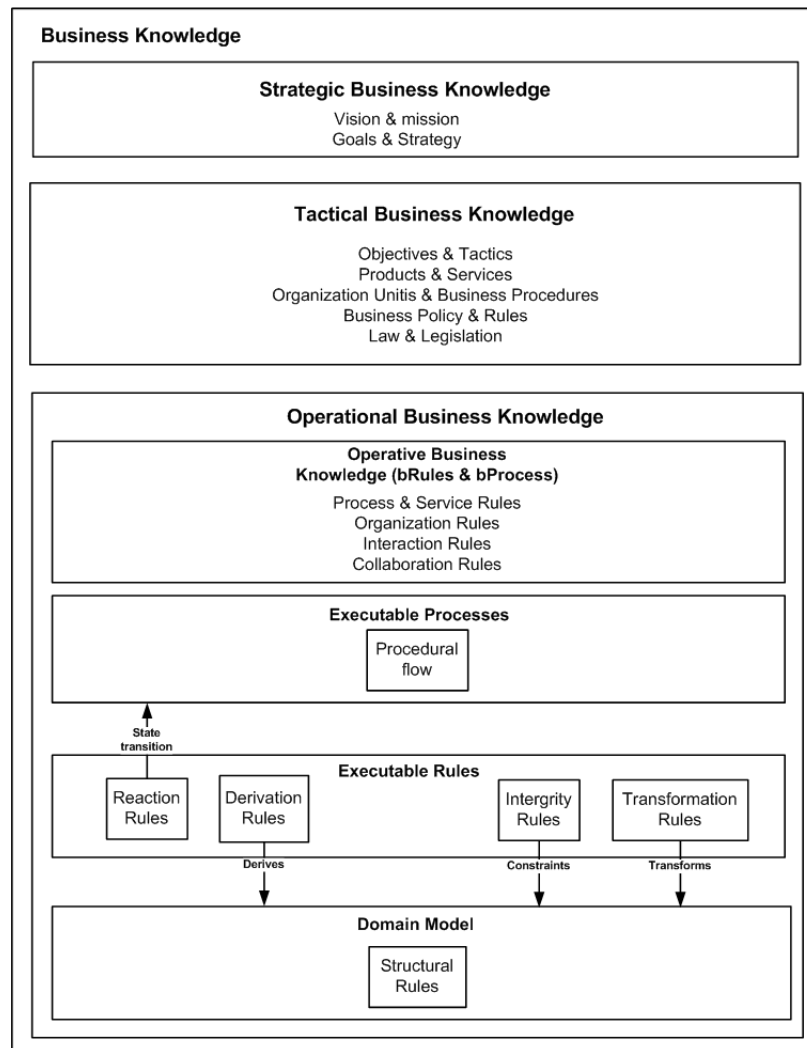 Business Knowledge
Strategic Business Knowledge
Vision & mission
Goals & Strategy
Tactical Business Knowledge
Objectives & Tactics
Products & Services
Organization Unitis & Business Procedures
Business Policy & Rules
Law & Legislation
Operational Business Knowledge
Operative Business
Knowledge (bRules & bProcess)
Process & Service Rules
Organization Rules
Interaction Rules
Collaboration Rules
Executable Processes
Procedural
flow
State
transition
Executable Rules
Reaction
Rules
Derivation
Rules
Intergrity
Rules
Transformation
Rules
Derives
Constraints
Transforms
Domain Model
Structural
Rules